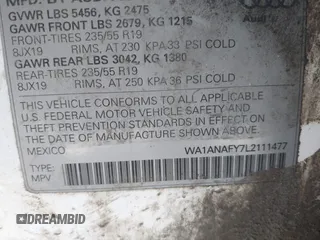 GVWR LBS 5456, KG 2475
GAWR FRONT LBS 2679, KG 1215
FRONT-TIRES 235/55 R19
8JX19 RIMS, AT 230 KPA 33 PSI COLD
GAWR REAR LBS 3042, KG 1380
REAR-TIRES 235/55 R19
8JX19 RIMS, AT 250 KPA 36 PSI COLD
THIS VEHICLE CONFORMS TO ALL APPLICABLE
U.S. FEDERAL MOTOR VEHICLE SAFETY AND
THEFT PREVENTION STANDARDS IN EFFECT ON
THE DATE OF MANUFACTURE SHOWN ABOVE.
MEXICO WA1ANAFY7L2111477
TYPE:
MPV
Audi
DREAMBID